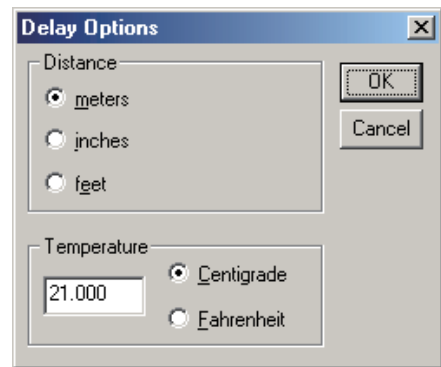 Delay Options
Distance
meters
inches
feet
OK
Cancel
Temperature
21.000
Centigrade
Fahrenheit